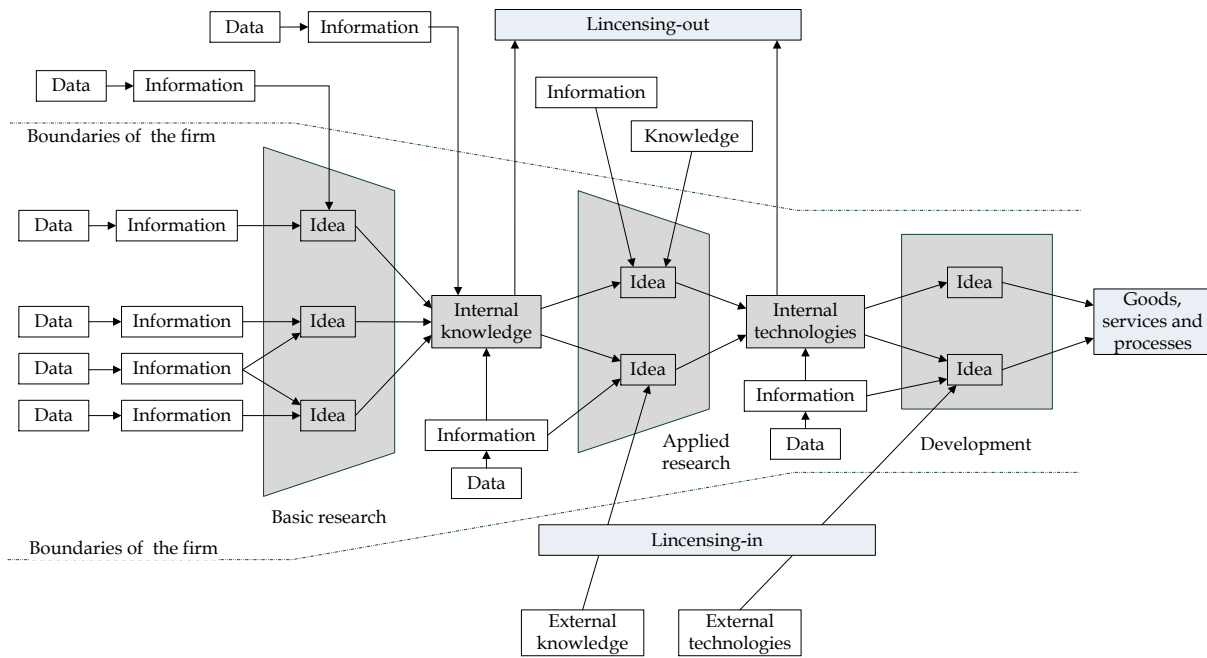 Data
Information
Lincensing-out
Data
Information
Information
Boundaries of the firm
Knowledge
Data
Information
Idea
Idea
Idea
Internal
knowledge
Internal
technologies
Goods,
services and
processes
Data
Information
Idea
Data
Information
Idea
Idea
Data
Information
Idea
Information
Information
Data
Data
Applied
research
Development
Basic research
Boundaries of the firm
Lincensing-in
External
knowledge
External
technologies